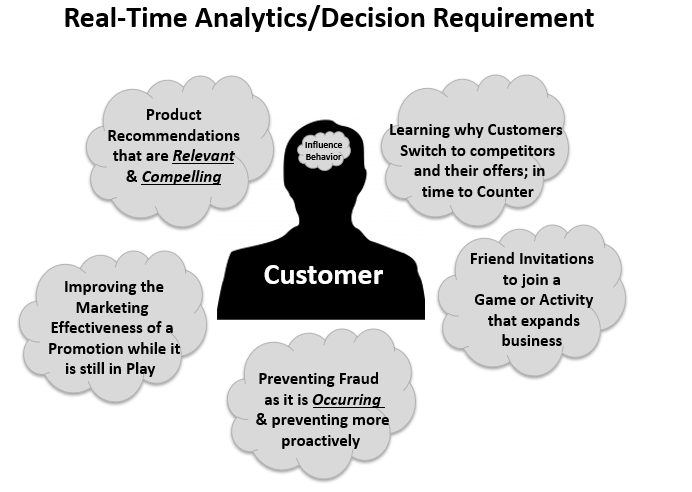 Real-Time Analytics/Decision Requirement
Product
Recommendations
that are Relevant
& Compelling
Influence
Behavior
Learning why Customers
Switch to competitors
and their offers; in
time to Counter
Customer
Improving the
Marketing
Effectiveness of a
Promotion while it
is still in Play
Friend Invitations
to join a
Game or Activity
that expands
business
Preventing Fraud
as it is Occurring
& preventing more
proactively